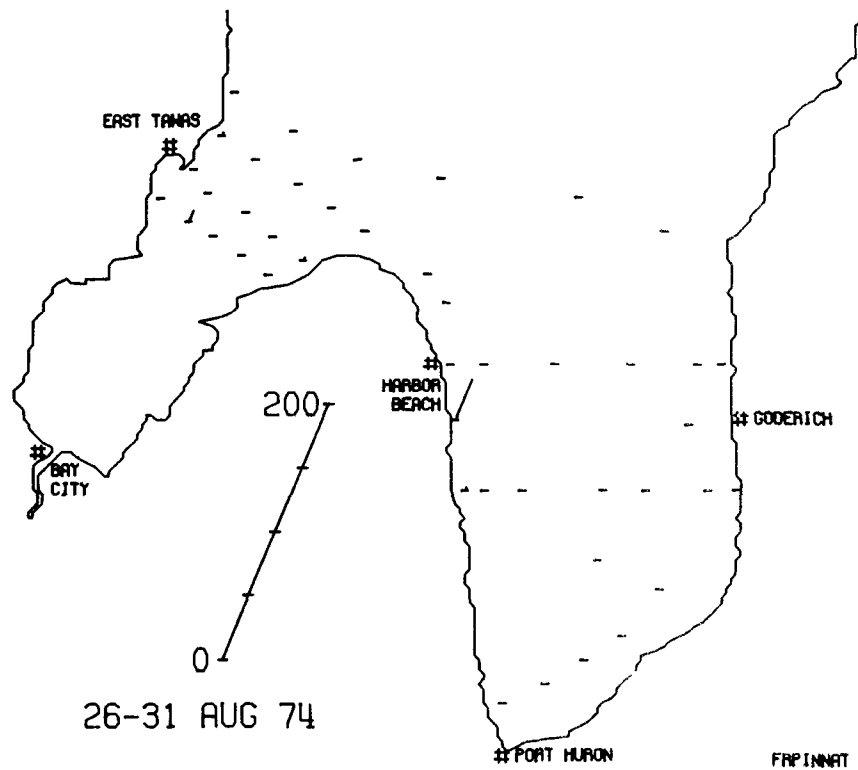 EAST TAWAS
200
HARBOR
BEACH
# GODERICH
BAY
CITY
0
26-31 AUG 74
# PORT HURON
FRPINNAT